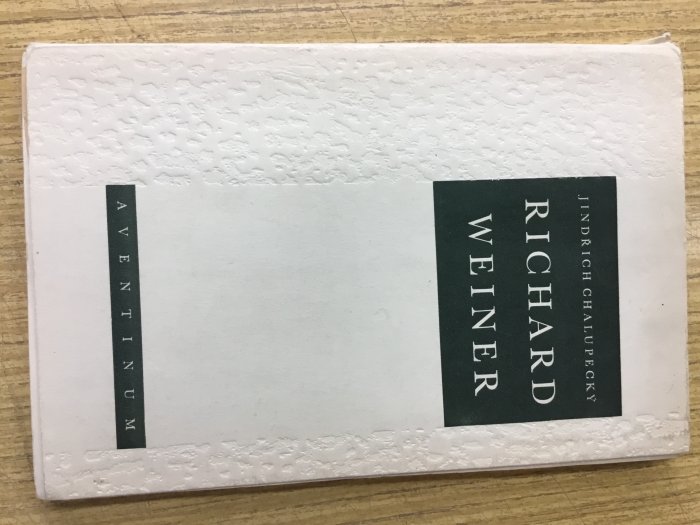 JINDŘICH CHALUPECKÝ
RICHARD
WEINER
AVENTINUM